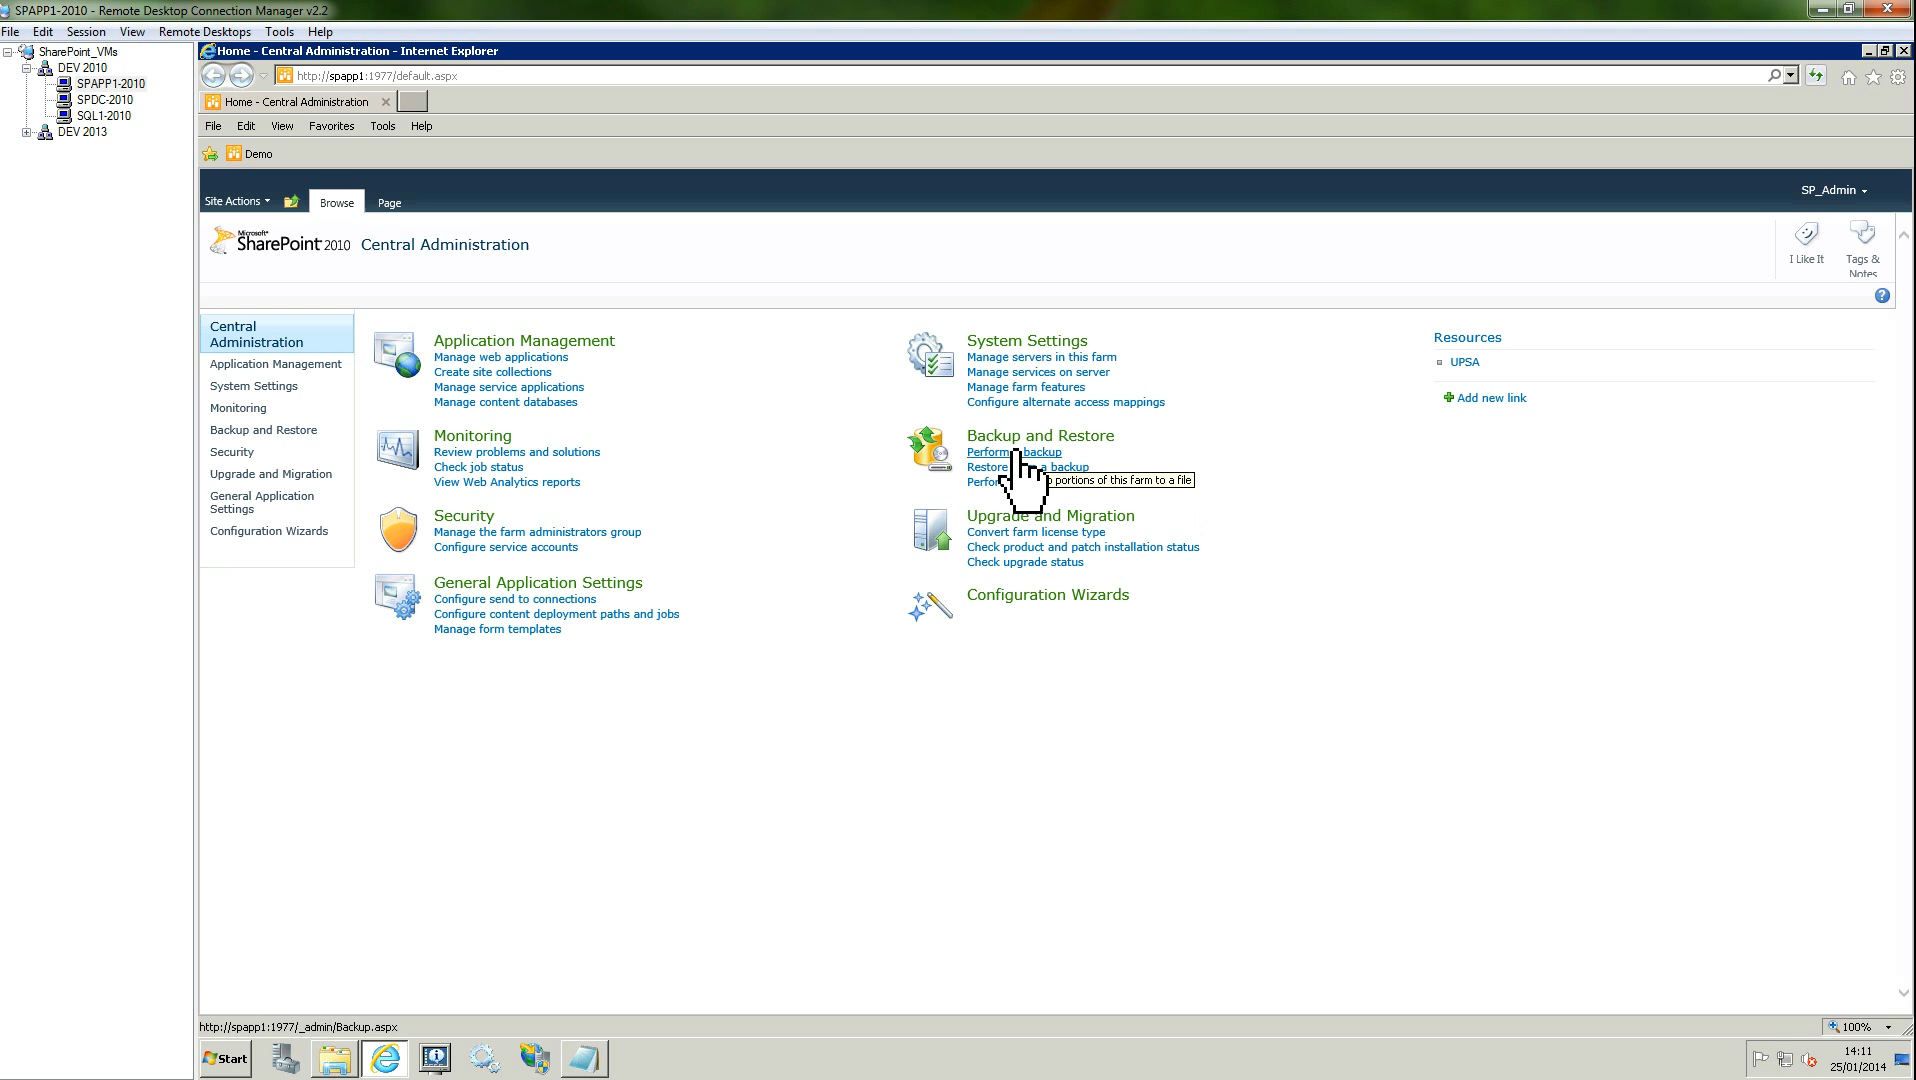 SPAPP1-2010 - Remote Desktop Connection Manager v2.2
File Edit Session View Remote Desktops Tools Help
SharePoint_VMs
DEV 2010
SPAPP1-2010
SPDC-2010
SQL1-2010
DEV 2013
Home - Central Administration - Internet Explorer
http://spapp1:1977/default.aspx
Home - Central Administration
File Edit View Favorites Tools Help
Demo
Site Actions
Browse
Page
SP_Admin
Microsoft
SharePoint 2010
Central Administration
I Like It
Tags & Notes
Central Administration
Application Management
System Settings
Monitoring
Backup and Restore
Security
Upgrade and Migration
General Application Settings
Configuration Wizards
Application Management
Manage web applications
Create site collections
Manage service applications
Manage content databases
Monitoring
Review problems and solutions
Check job status
View Web Analytics reports
Security
Manage the farm administrators group
Configure service accounts
General Application Settings
Configure send to connections
Configure content deployment paths and jobs
Manage form templates
System Settings
Manage servers in this farm
Manage services on server
Manage farm features
Configure alternate access mappings
Backup and Restore
Perform backup
Restore a backup
portions of this farm to a file
Upgrade and Migration
Convert farm license type
Check product and patch installation status
Check upgrade status
Configuration Wizards
Resources
UPSA
Add new link
http://spapp1:1977/_admin/Backup.aspx
100%
Start
14:11
25/01/2014